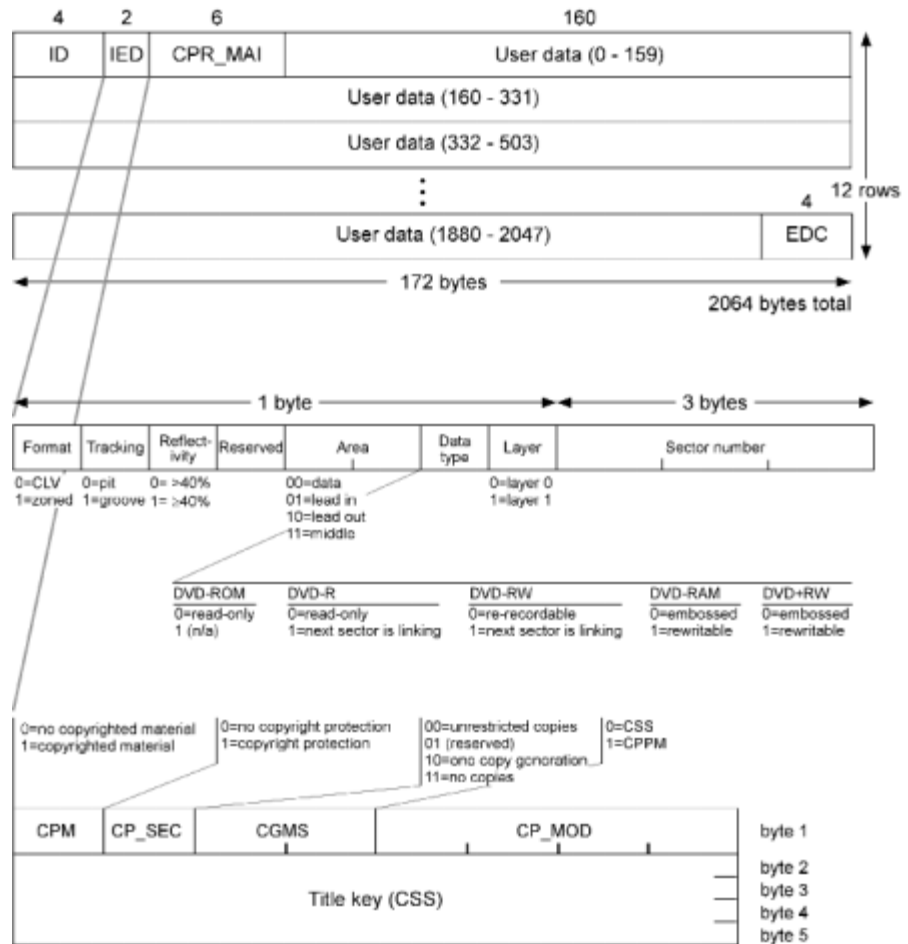 4 2 6 160
ID IED CPR_MAI User data (0 - 159)
User data (160 - 331)
User data (332 - 503)
12 rows
4
User data (1880 - 2047) EDC
172 bytes
2064 bytes total
1 byte 3 bytes
Format Tracking Reflect-ivity Reserved Area Data type Layer Sector number
0=CLV 0=pit 0= >40% 00=data 0=layer 0
1=zoned 1=groove 1= ≥40% 01=lead in 1=layer 1
10=lead out
11=middle
DVD-ROM DVD-R DVD-RW DVD-RAM DVD+RW
0=read-only 0=read-only 0=re-recordable 0=embossed 0=embossed
1 (n/a) 1=next sector is linking 1=next sector is linking 1=rewritable 1=rewritable
0=no copyrighted material 0=no copyright protection 00=unrestricted copies 0=CSS
1=copyrighted material 1=copyright protection 01 (reserved) 1=CPPM
10=one copy generation
11=no copies
CPM CP_SEC CGMS CP_MOD byte 1
byte 2
Title key (CSS) byte 3
byte 4
byte 5